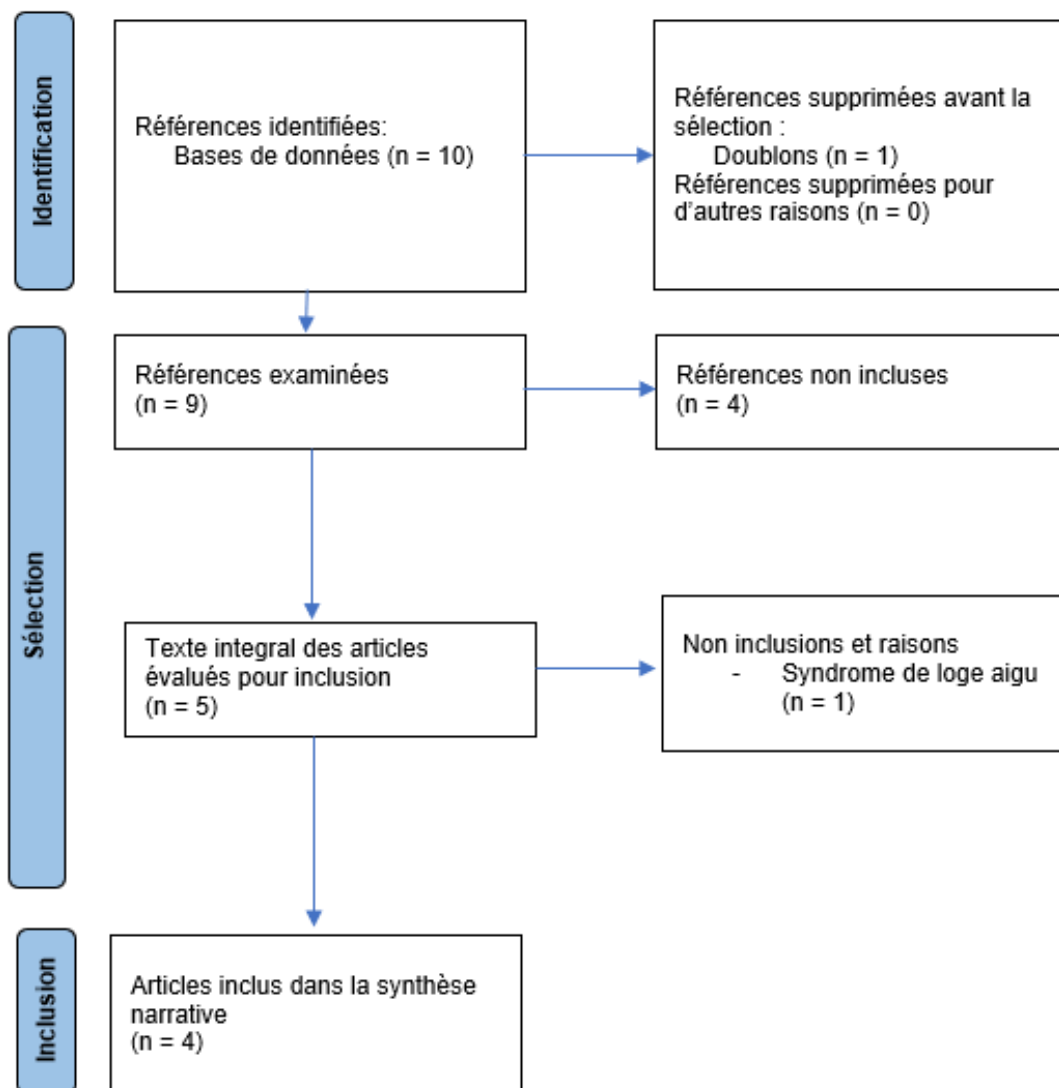 Identification
Références identifiées:
Bases de données (n = 10)
Références supprimées avant la
sélection :
Doublons (n = 1)
Références supprimées pour
d'autres raisons (n = 0)
Sélection
Références examinées
(n = 9)
Références non incluses
(n = 4)
Texte integral des articles
évalués pour inclusion
(n = 5)
Non inclusions et raisons
- Syndrome de loge aigu
(n = 1)
Inclusion
Articles inclus dans la synthèse
narrative
(n = 4)